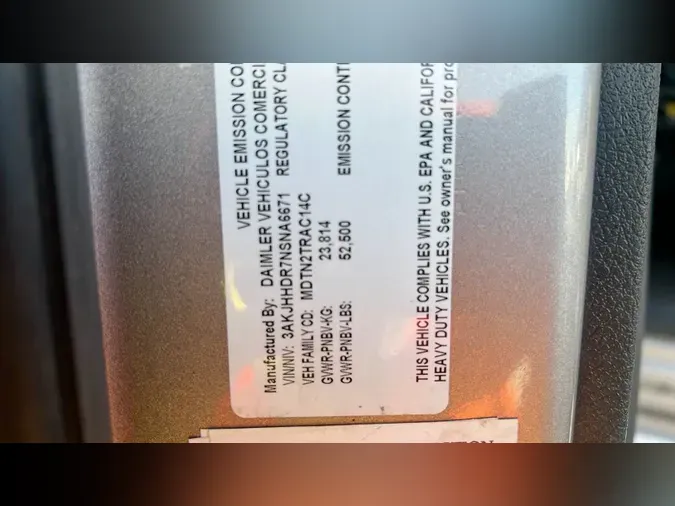 VEHICLE EMISSION CO
Manufactured By: DAIMLER VEHICULOS COMERCI
VIN/NIV: 3AKJHHDR7NSNA6671 REGULATORY CLA
VEH FAMILY CD: MDTN2TRAC14C
GVWR-PNBV-KG: 23,814
GVWR-PNBV-LBS: 52,500 EMISSION CONT
THIS VEHICLE COMPLIES WITH U.S. EPA AND CALIFOR
HEAVY DUTY VEHICLES. See owner's manual for pro